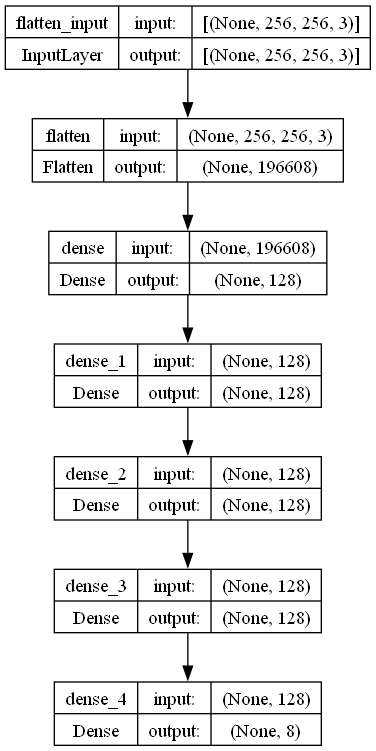 flatten_input input: [(None, 256, 256, 3)]
InputLayer output: [(None, 256, 256, 3)]
flatten input: (None, 256, 256, 3)
Flatten output: (None, 196608)
dense input: (None, 196608)
Dense output: (None, 128)
dense_1 input: (None, 128)
Dense output: (None, 128)
dense_2 input: (None, 128)
Dense output: (None, 128)
dense_3 input: (None, 128)
Dense output: (None, 128)
dense_4 input: (None, 128)
Dense output: (None, 8)